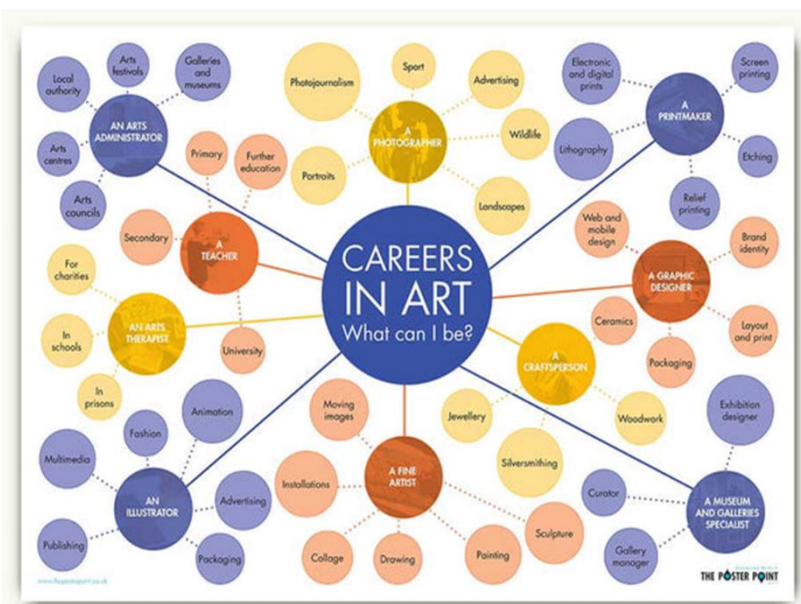 CAREERS
IN ART
What can I be?
AN ARTS
ADMINISTRATOR
Local
authority
Arts
festivals
Galleries
and
museums
Arts
centres
Arts
councils
A
TEACHER
Primary
Further
education
Secondary
University
A
PHOTOGRAPHER
Photojournalism
Sport
Advertising
Wildlife
Landscapes
Portraits
A
PRINTMAKER
Electronic
and digital
prints
Screen
printing
Etching
Relief
printing
Lithography
A GRAPHIC
DESIGNER
Web and
mobile
design
Brand
identity
Layout
and print
Packaging
AN ARTS
THERAPIST
For
charities
In
schools
In
prisons
A
CRAFTSPERSON
Ceramics
Woodwork
Silversmithing
Jewellery
AN
ILLUSTRATOR
Animation
Fashion
Multimedia
Publishing
Packaging
Advertising
A FINE
ARTIST
Moving
images
Installations
Collage
Drawing
Painting
Sculpture
A MUSEUM
AND GALLERIES
SPECIALIST
Exhibition
designer
Curator
Gallery
manager
www.theposterpoint.co.uk
THE POSTER POINT